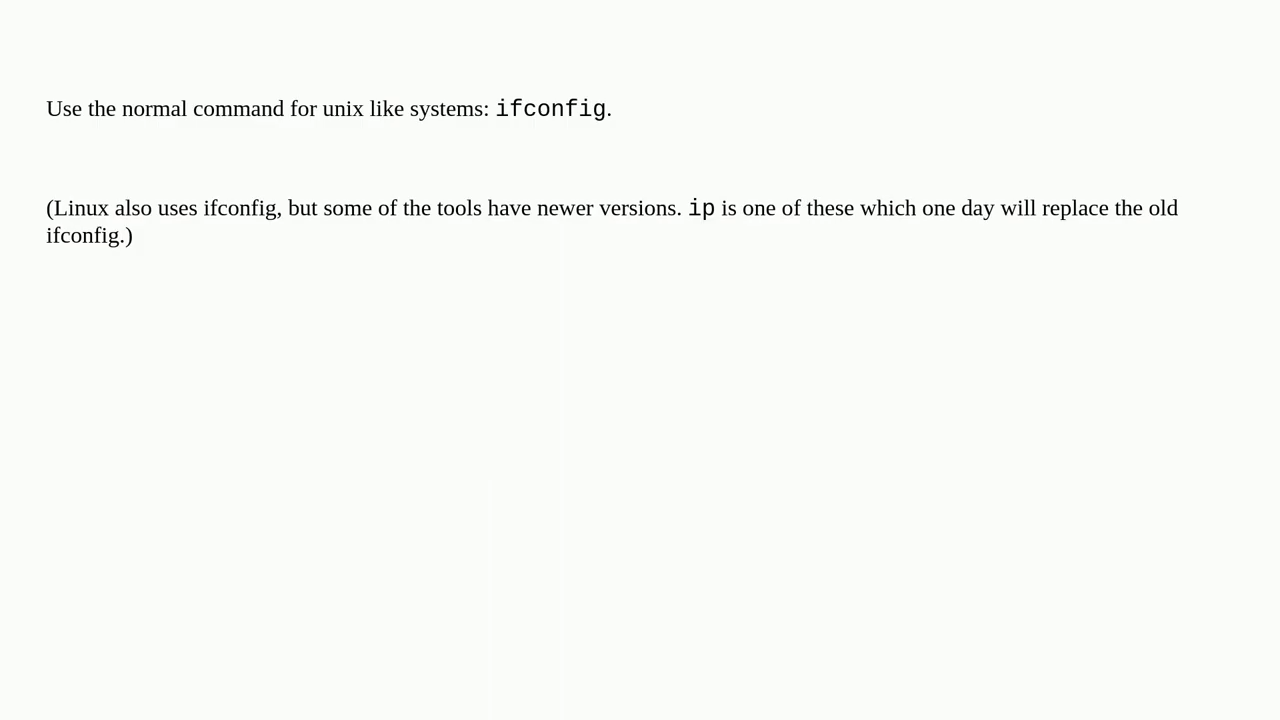 Use the normal command for unix like systems: ifconfig.
(Linux also uses ifconfig, but some of the tools have newer versions. ip is one of these which one day will replace the old
ifconfig.)